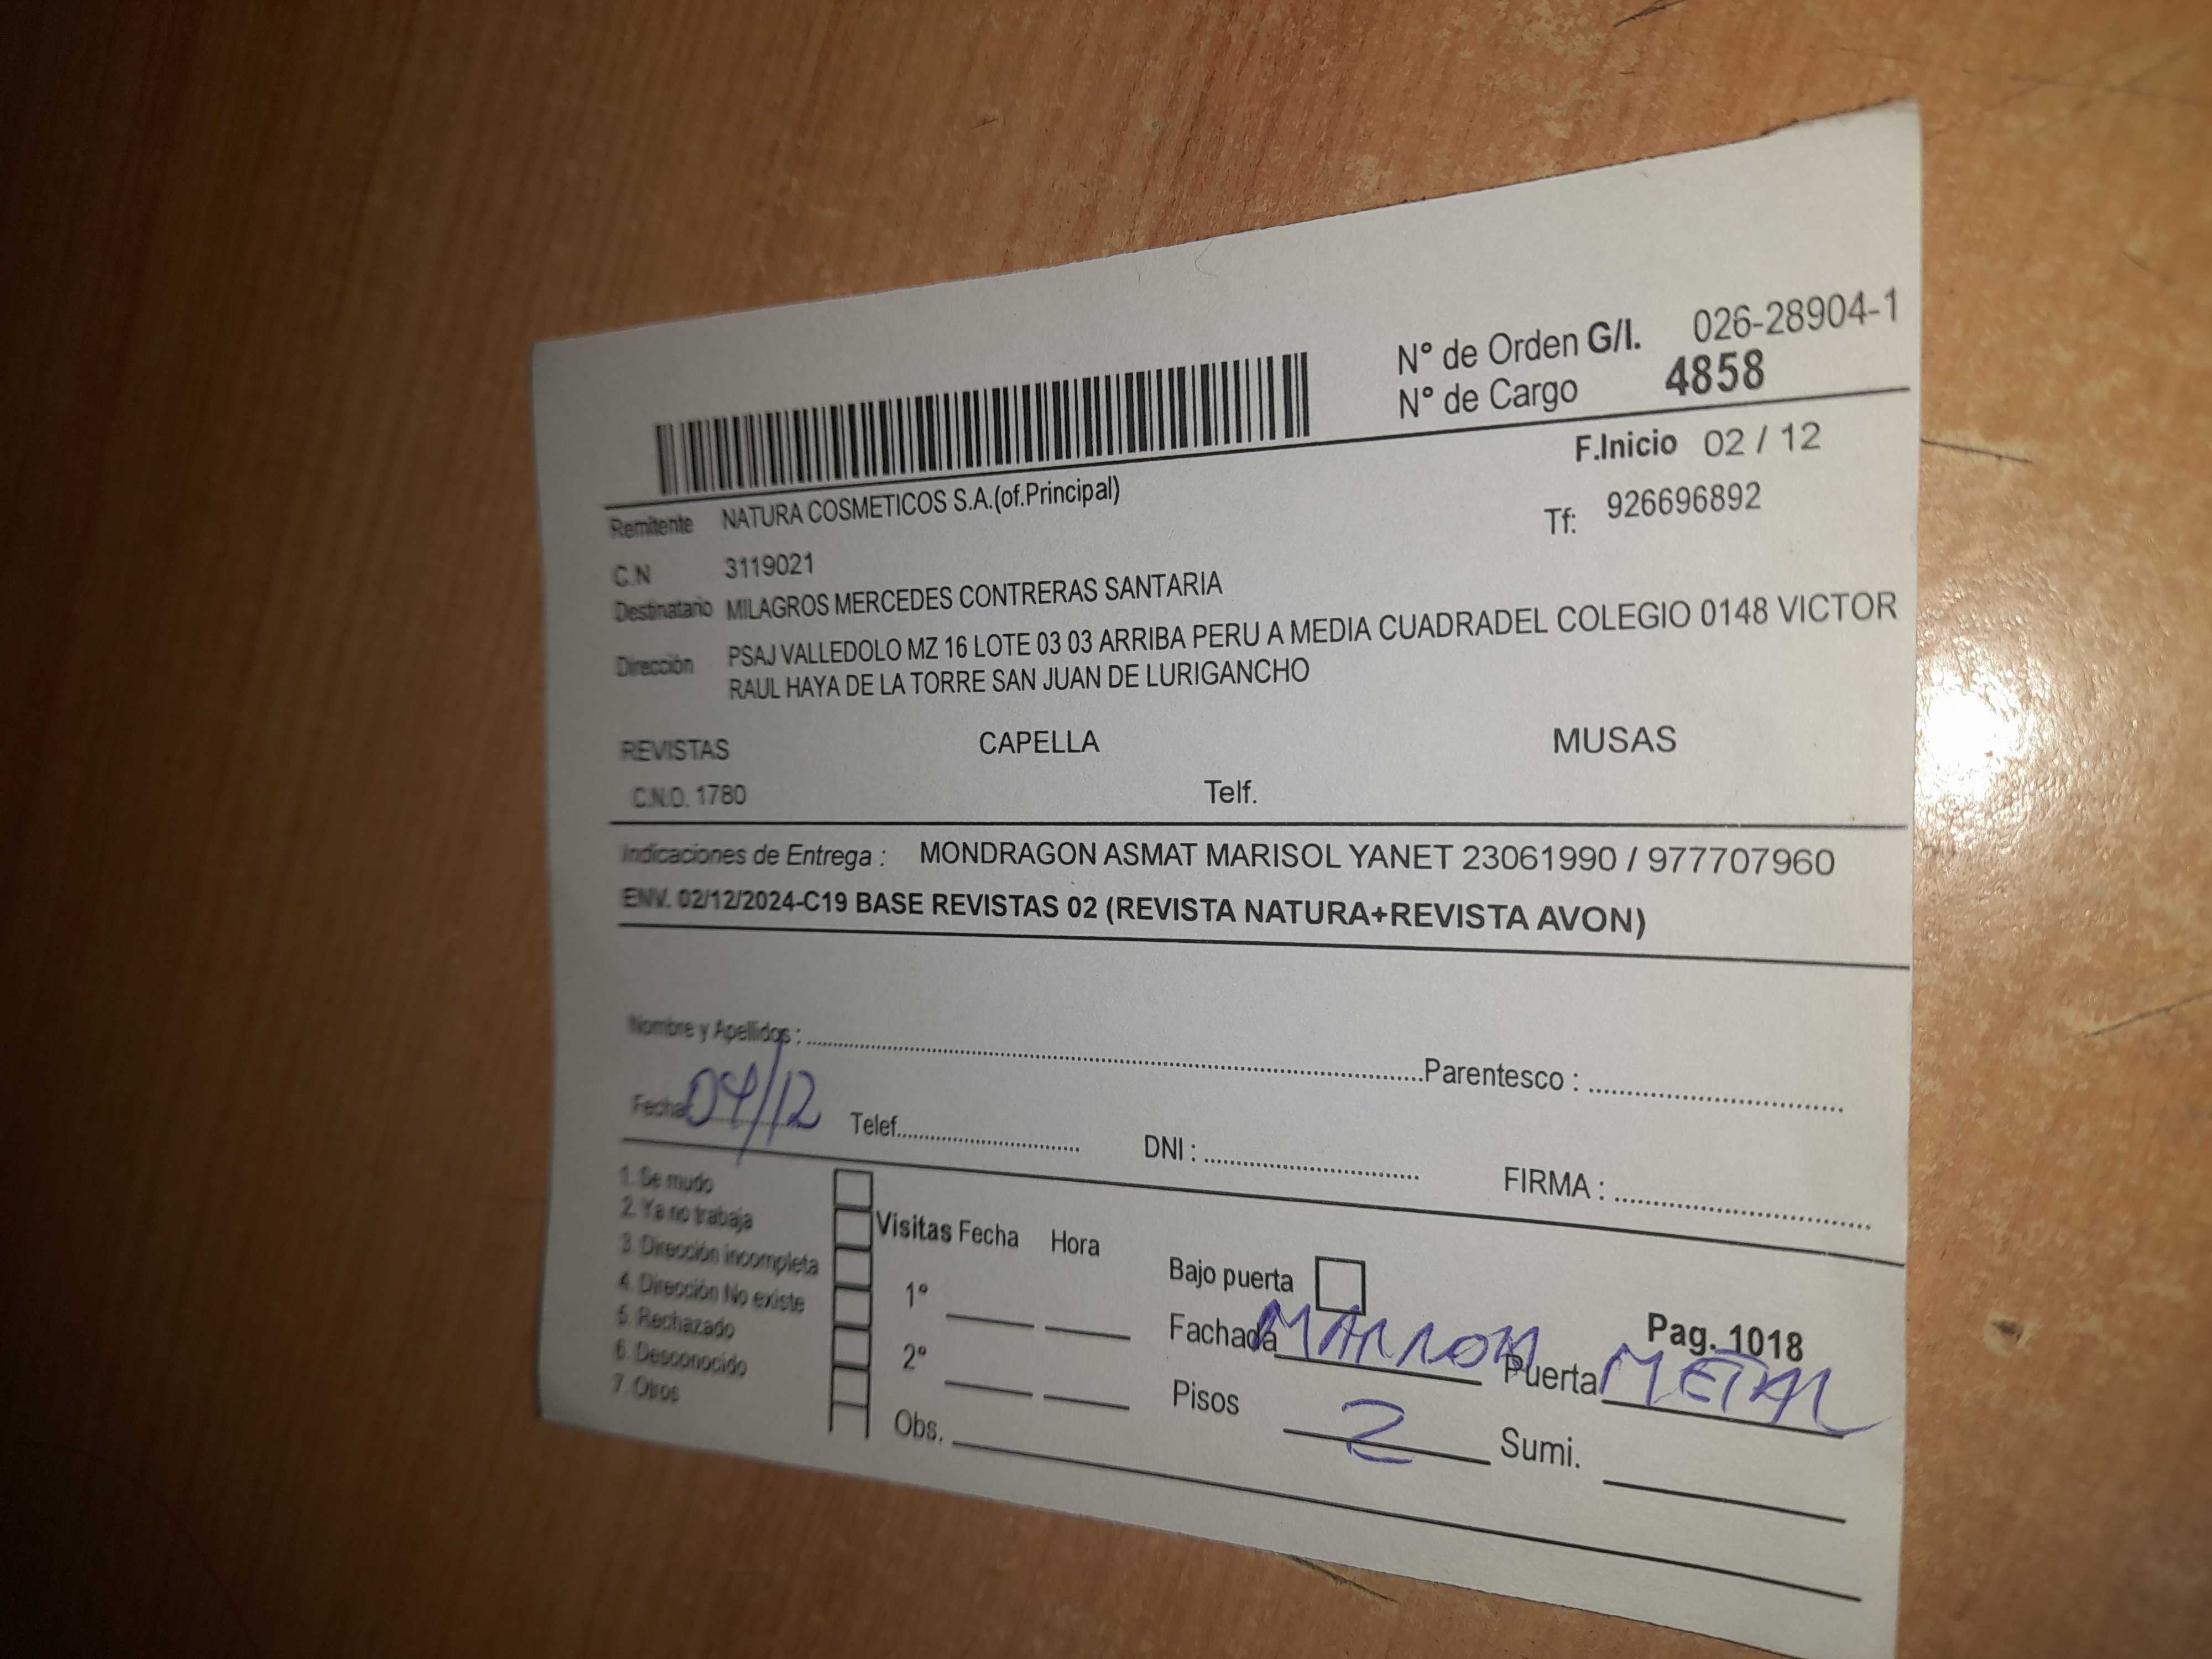 N° de Orden G/I. 026-28904-1
N° de Cargo 4858
F.Inicio 02 / 12
Remitente NATURA COSMETICOS S.A.(of.Principal)
Tf: 926696892
C.N 3119021
Destinatario MILAGROS MERCEDES CONTRERAS SANTARIA
Dirección PSAJ VALLEDOLO MZ 16 LOTE 03 03 ARRIBA PERU A MEDIA CUADRADEL COLEGIO 0148 VICTOR
RAUL HAYA DE LA TORRE SAN JUAN DE LURIGANCHO
REVISTAS CAPELLA MUSAS
C.N.O. 1780 Telf.
Indicaciones de Entrega : MONDRAGON ASMAT MARISOL YANET 23061990 / 977707960
ENV. 02/12/2024-C19 BASE REVISTAS 02 (REVISTA NATURA+REVISTA AVON)
Nombre y Apellidos : Parentesco :
Fecha 04/12 Telef. DNI : FIRMA :
1. Se mudo
2. Ya no trabaja
3. Dirección incompleta
4. Dirección No existe
5. Rechazado
6. Desconocido
7. Otros
Visitas Fecha Hora
1°
2°
Obs.
Bajo puerta
Pag. 1018
Fachada MARRON Puerta METAL
Pisos 2 Sumi.